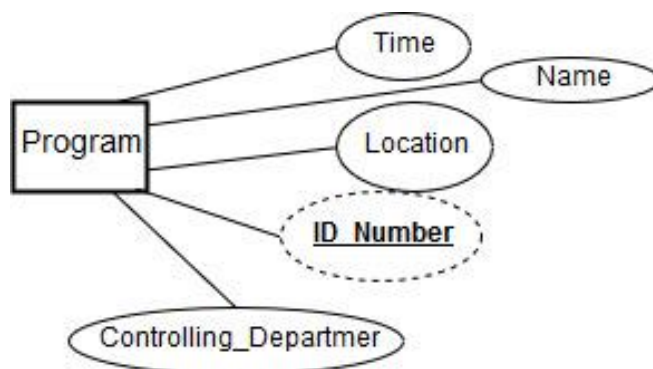 Time
Name
Program
Location
ID_Number
Controlling_Departmer